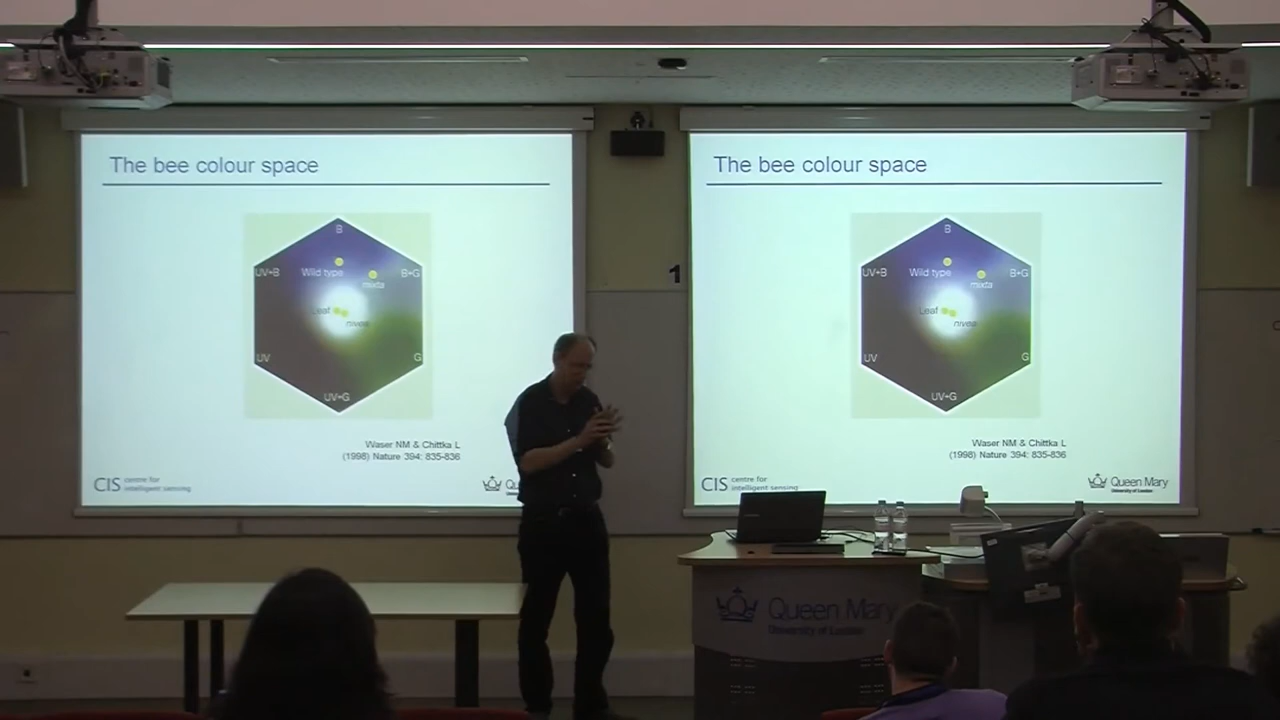 The bee colour space
B
UV+B
Wild type
B+G
mixta
Leaf
nivea
UV
G
UV+G
Waser NM & Chittka L
(1998) Nature 394: 835-836
CIS centre for
intelligent sensing
Qu
1
The bee colour space
B
UV+B
Wild type
B+G
mixta
Leaf
nivea
UV
G
UV+G
Waser NM & Chittka L
(1998) Nature 394: 835-836
CIS centre for
intelligent sensing
Queen Mary
University of London
Queen Mary
University of London